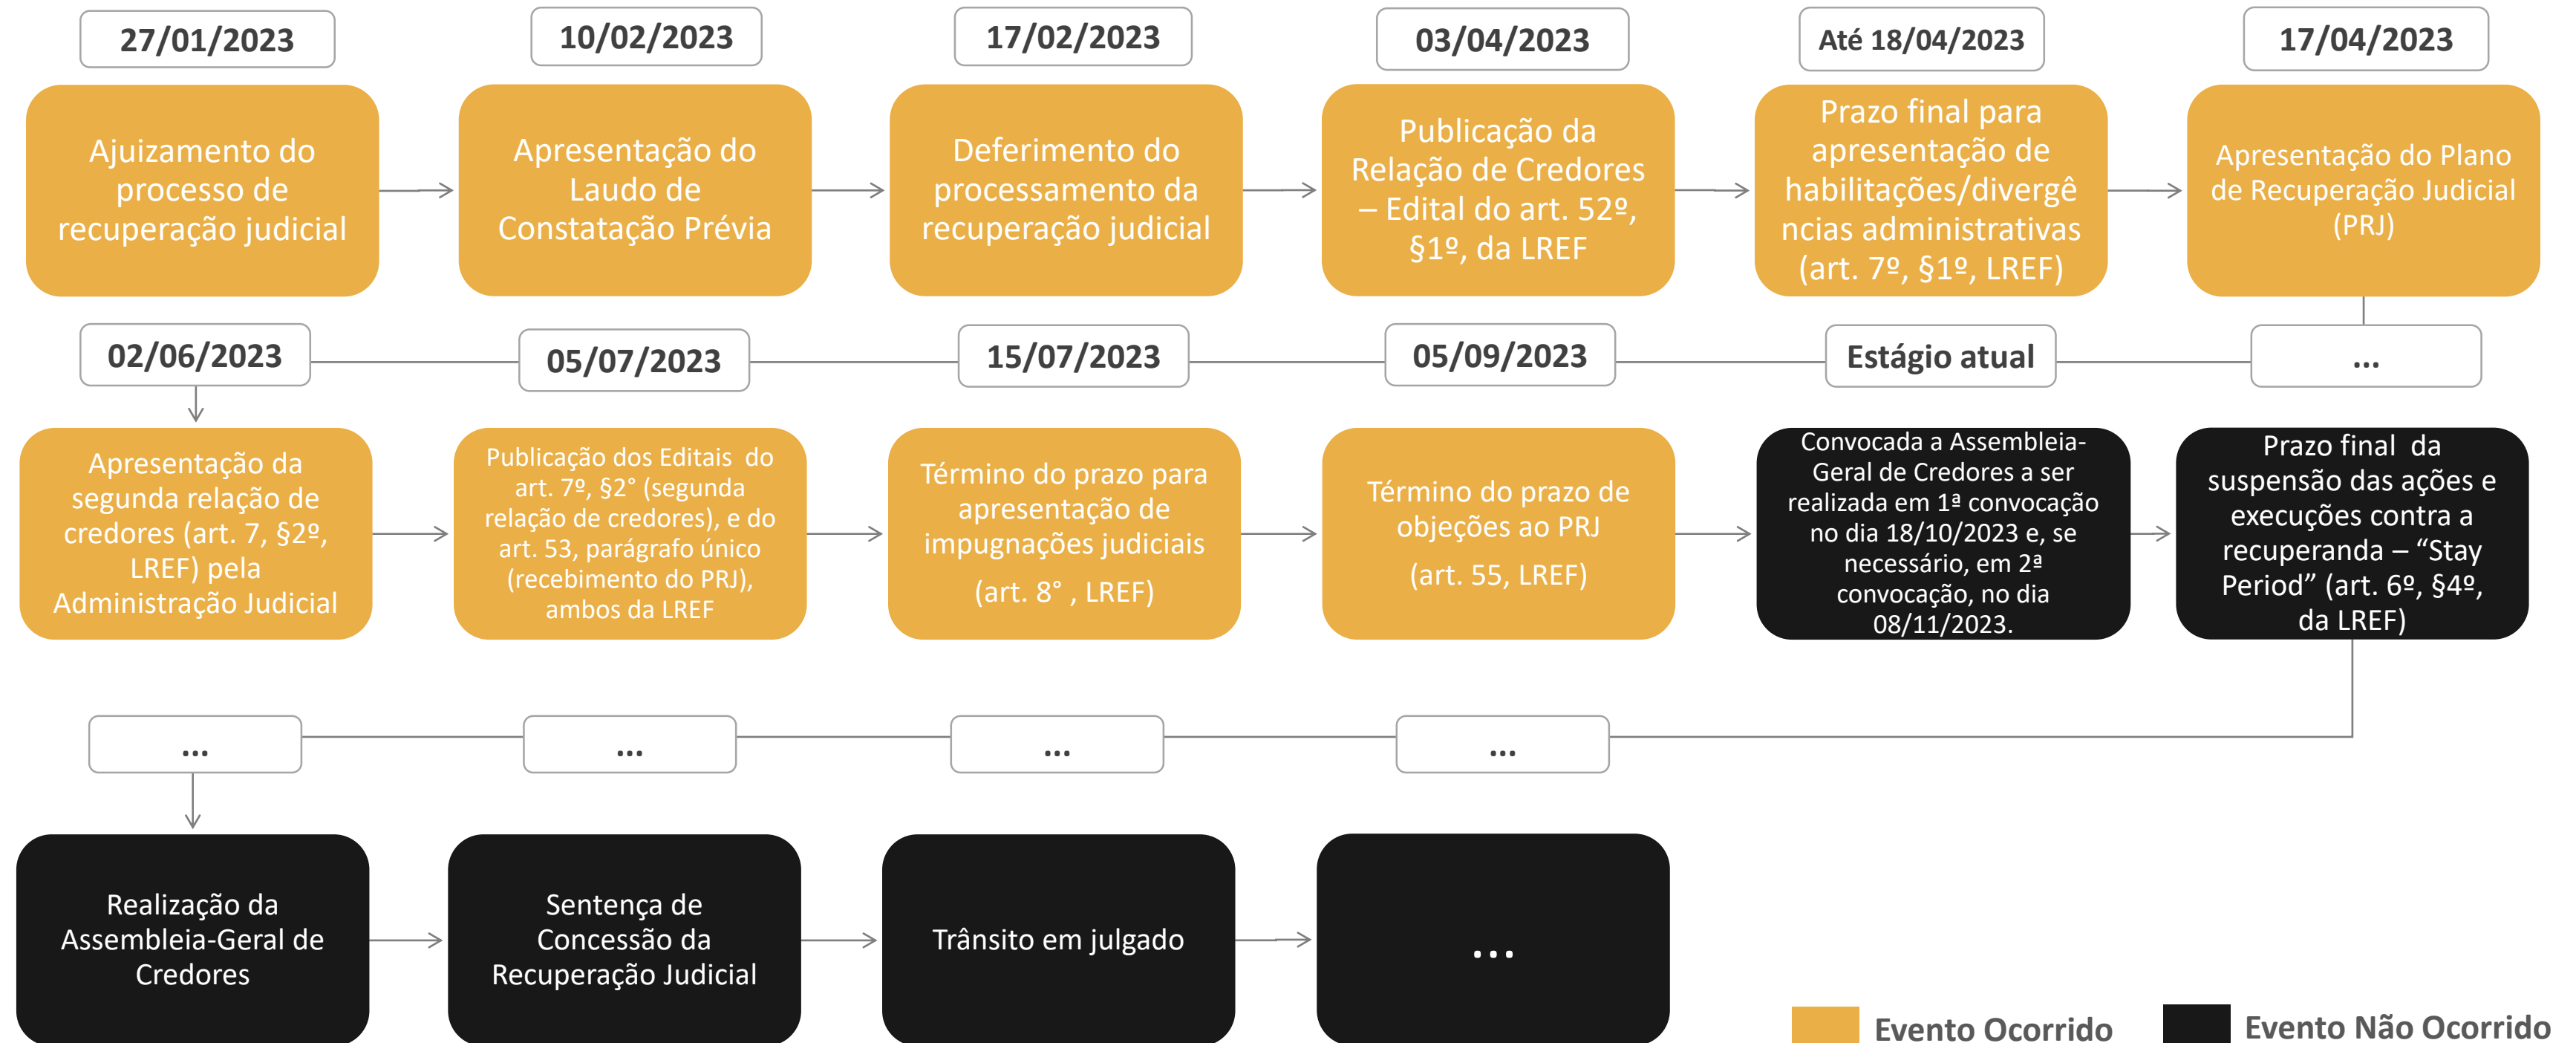 27/01/2023
10/02/2023
17/02/2023
03/04/2023
Até 18/04/2023
17/04/2023
Ajuizamento do
processo de
recuperação judicial
Apresentação do
Laudo de
Constatação Prévia
Deferimento do
processamento da
recuperação judicial
Publicação da
Relação de Credores
– Edital do art. 52º,
§1º, da LREF
Prazo final para
apresentação de
habilitações/divergê
ncias administrativas
(art. 7º, §1º, LREF)
Apresentação do Plano
de Recuperação Judicial
(PRJ)
02/06/2023
05/07/2023
15/07/2023
05/09/2023
Estágio atual
...
Apresentação da
segunda relação de
credores (art. 7, §2º,
LREF) pela
Administração Judicial
Publicação dos Editais do
art. 7º, §2° (segunda
relação de credores), e do
art. 53, parágrafo único
(recebimento do PRJ),
ambos da LREF
Término do prazo para
apresentação de
impugnações judiciais
(art. 8° , LREF)
Término do prazo de
objeções ao PRJ
(art. 55, LREF)
Convocada a Assembleia-
Geral de Credores a ser
realizada em 1ª convocação
no dia 18/10/2023 e, se
necessário, em 2ª
convocação, no dia
08/11/2023.
Prazo final da
suspensão das ações e
execuções contra a
recuperanda – “Stay
Period” (art. 6º, §4º,
da LREF)
...
...
...
...
Realização da
Assembleia-Geral de
Credores
Sentença de
Concessão da
Recuperação Judicial
Trânsito em julgado
...
Evento Ocorrido
Evento Não Ocorrido